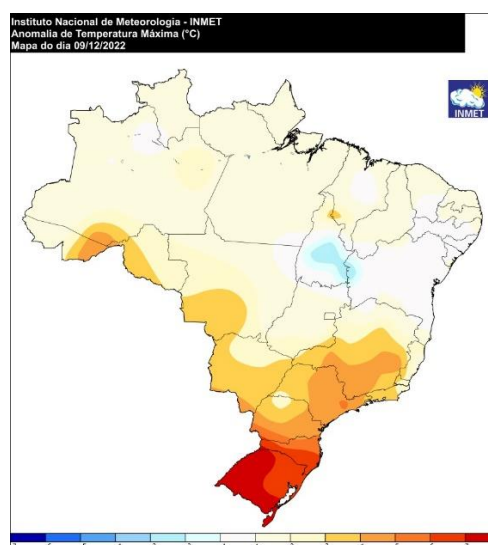 Instituto Nacional de Meteorologia - INMET
Anomalia de Temperatura Máxima (°C)
Mapa do dia 09/12/2022
INMET